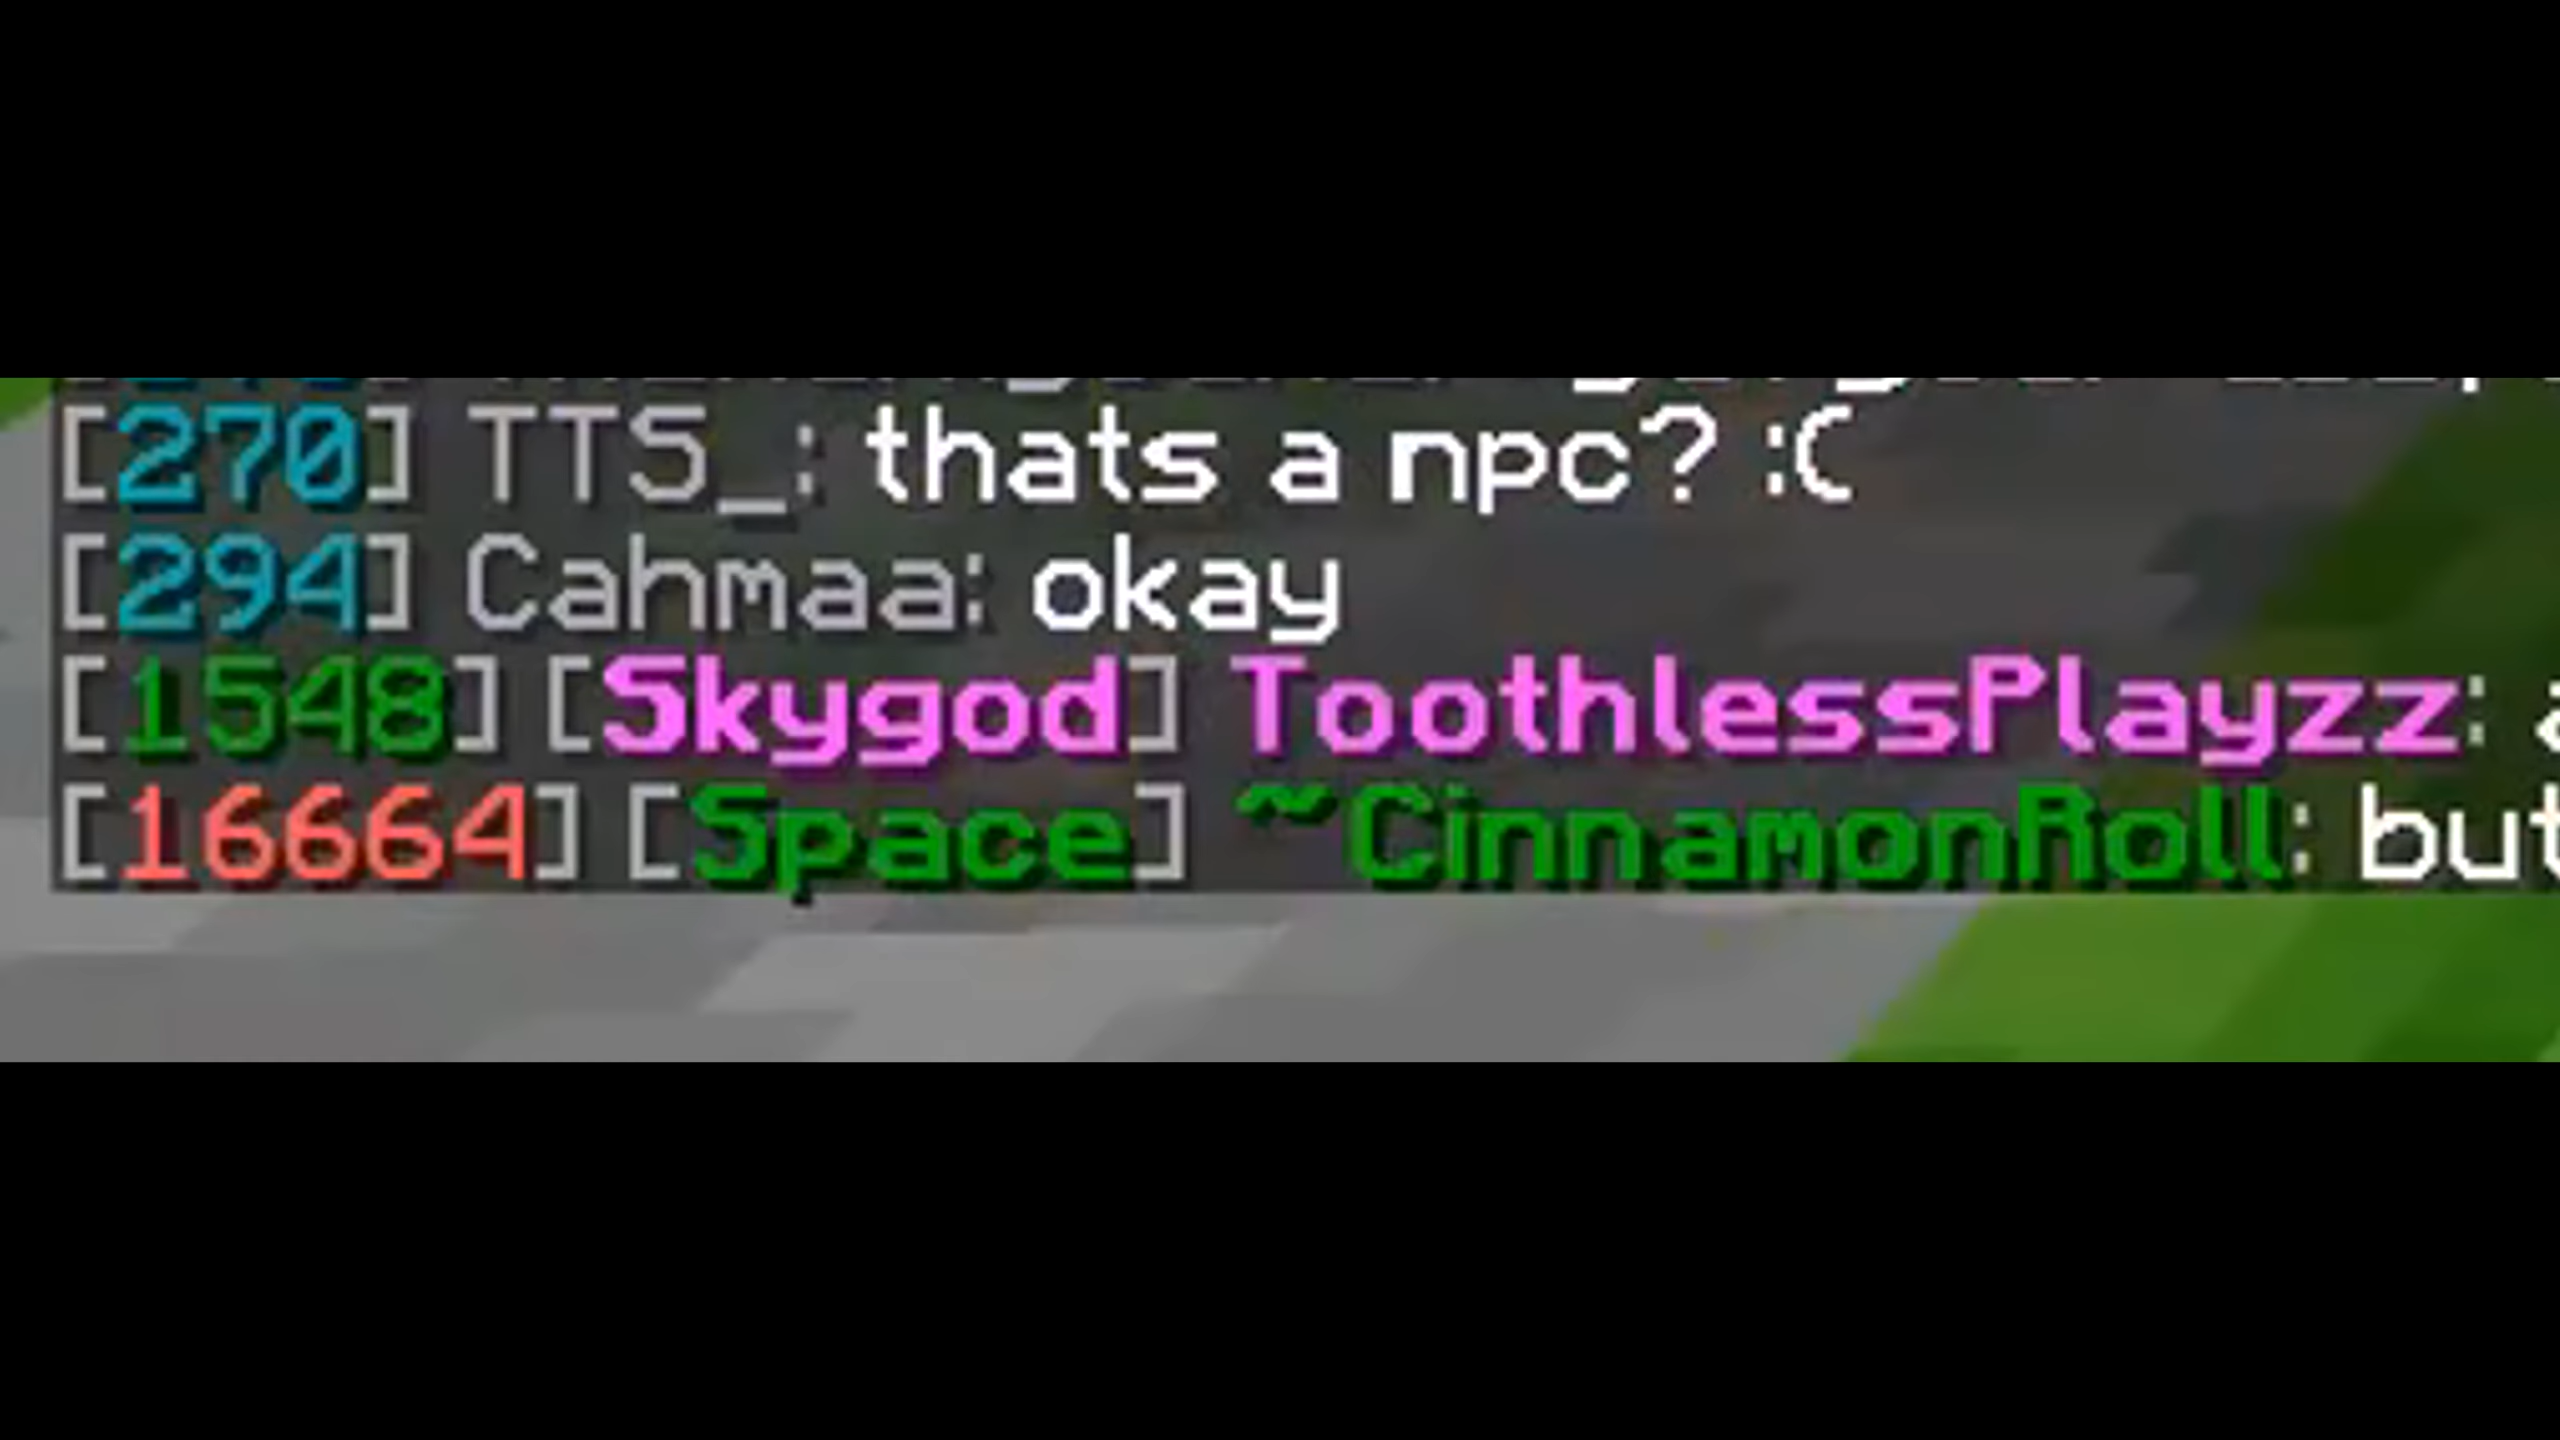 [270] TTS_: thats a npc? :(
[294] Cahmaa: okay
[1548] [Skygod] ToothlessPlayzz:
[16664] [Space] ~CinnamonRoll: but